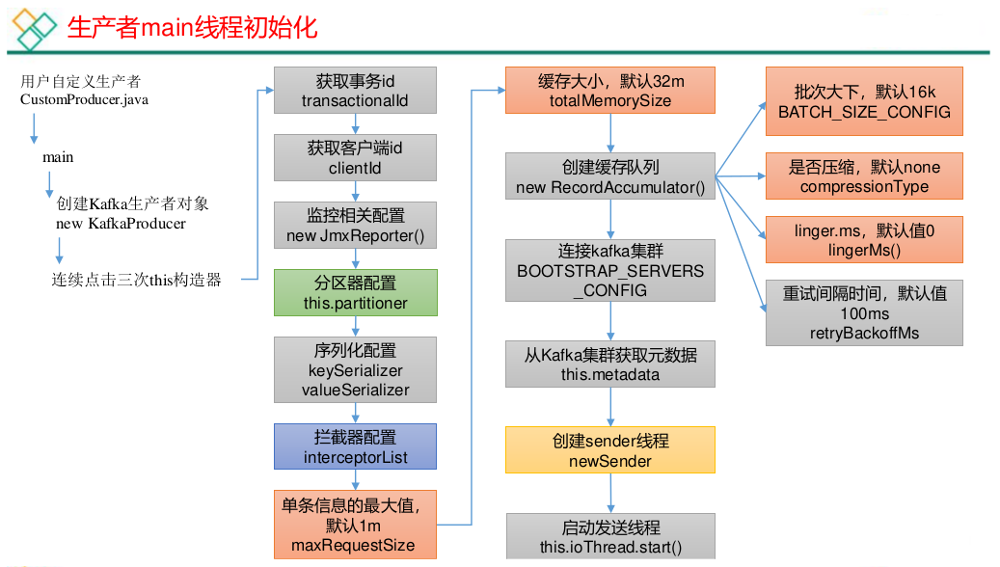 生产者main线程初始化
用户自定义生产者
CustomProducer.java
main
创建Kafka生产者对象
new KafkaProducer
连续点击三次this构造器
获取事务id
transactionalId
获取客户端id
clientId
监控相关配置
new JmxReporter()
分区器配置
this.partitioner
序列化配置
keySerializer
valueSerializer
拦截器配置
interceptorList
单条信息的最大值，
默认1m
maxRequestSize
缓存大小，默认32m
totalMemorySize
创建缓存队列
new RecordAccumulator()
连接kafka集群
BOOTSTRAP_SERVERS
_CONFIG
从Kafka集群获取元数据
this.metadata
创建sender线程
newSender
启动发送线程
this.ioThread.start()
批次大下，默认16k
BATCH_SIZE_CONFIG
是否压缩，默认none
compressionType
linger.ms，默认值0
lingerMs()
重试间隔时间，默认值
100ms
retryBackoffMs